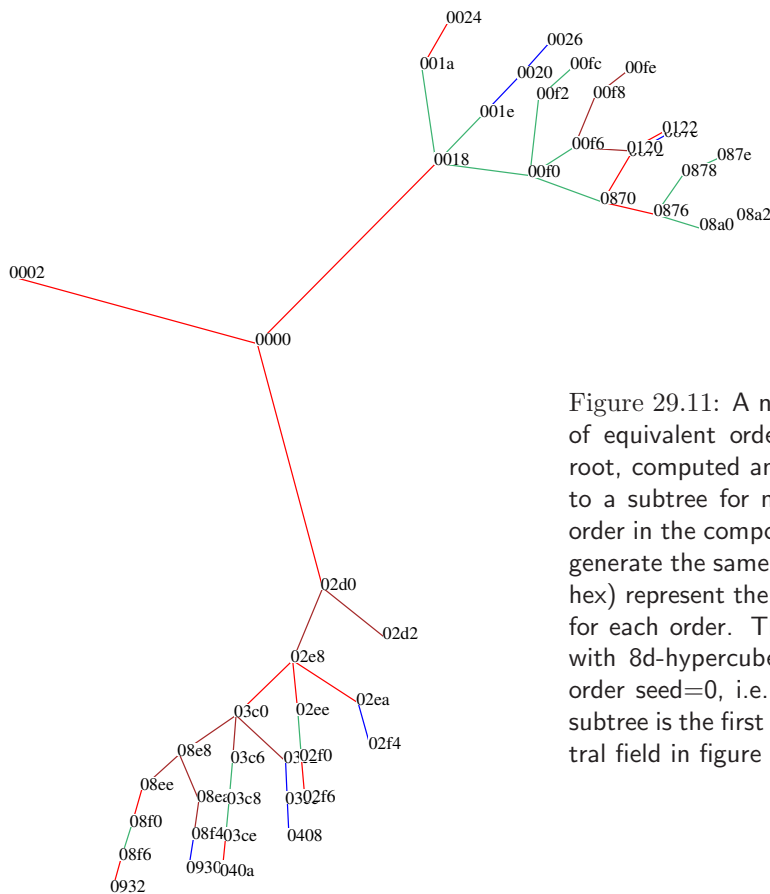 0024
0026
001a
00fc
0020
00fe
00f2
00f8
001e
0122
00f6
0120
0018
087e
00f0
0878
0870
0876
08a2
08a0
0002
0000
Figure 29.11: A
of equivalent
root, computed
to a subtree for
order in the
generate the same
hex) represent the
for each order.
with 8d-hypercube
order seed=0, i.e.
subtree is the first
tral field in figure
02d0
02d2
02e8
02ea
02ee
03c0
02f4
08e8
03c6
02f0
08ee
08ea
03c8
02f6
08f0
08f4
03ce
0408
08f6
0930
040a
0932